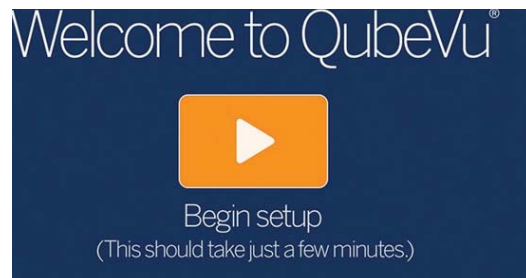 Welcome to QubeVu®
Begin setup
(This should take just a few minutes.)